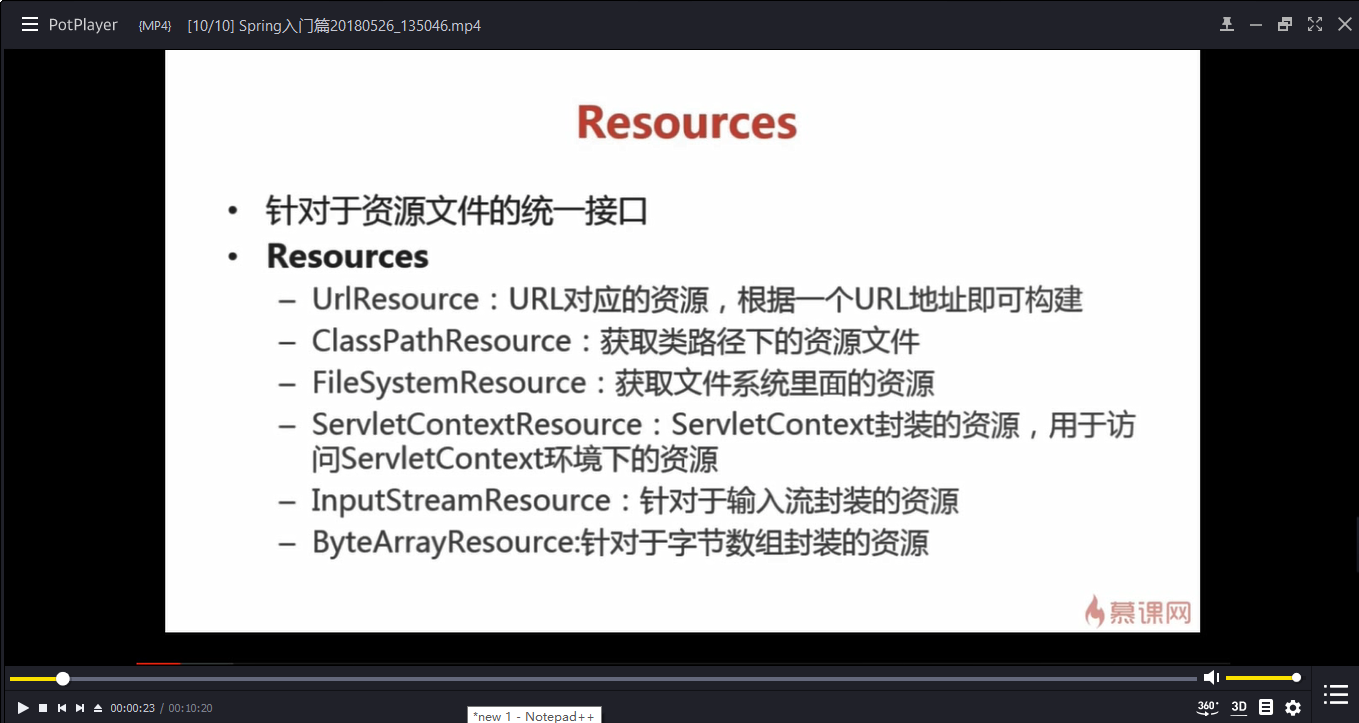 PotPlayer {MP4} [10/10] Spring入门篇20180526_135046.mp4
Resources
• 针对于资源文件的统一接口
• Resources
– UrlResource：URL对应的资源，根据一个URL地址即可构建
– ClassPathResource：获取类路径下的资源文件
– FileSystemResource：获取文件系统里面的资源
– ServletContextResource：ServletContext封装的资源，用于访
问ServletContext环境下的资源
– InputStreamResource：针对于输入流封装的资源
– ByteArrayResource:针对于字节数组封装的资源
慕课网
00:00:23 / 00:10:20 360° 3D
*new 1 - Notepad++